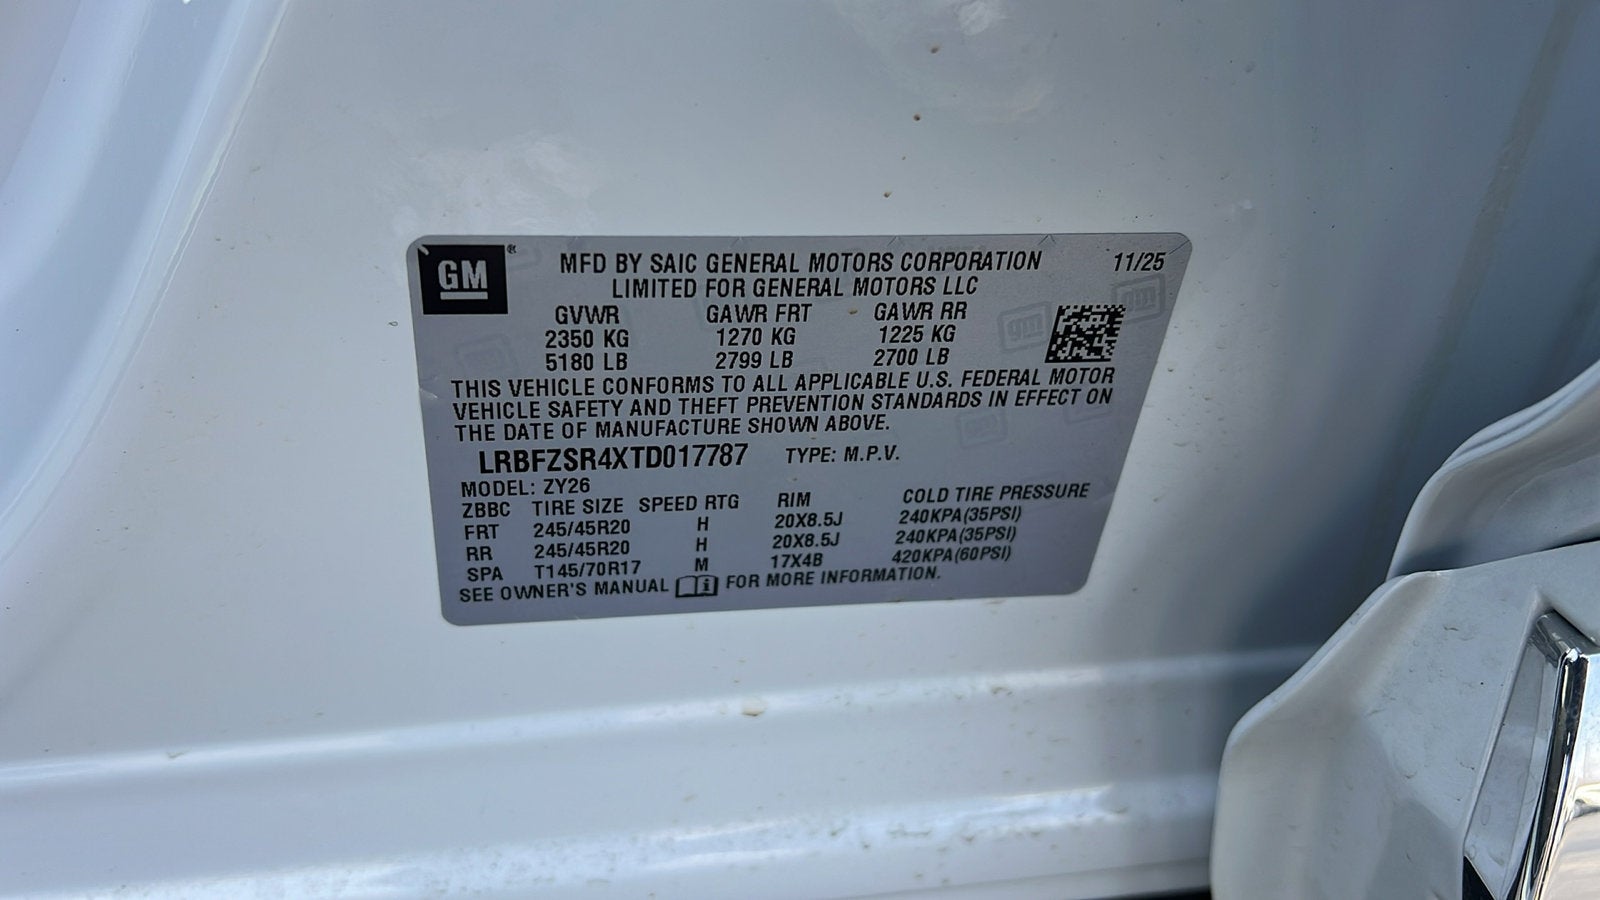 GM ® MFD BY SAIC GENERAL MOTORS CORPORATION 11/25
LIMITED FOR GENERAL MOTORS LLC
GVWR GAWR FRT GAWR RR
2350 KG 1270 KG 1225 KG
5180 LB 2799 LB 2700 LB
THIS VEHICLE CONFORMS TO ALL APPLICABLE U.S. FEDERAL MOTOR
VEHICLE SAFETY AND THEFT PREVENTION STANDARDS IN EFFECT ON
THE DATE OF MANUFACTURE SHOWN ABOVE.
LRBFZSR4XTD017787 TYPE: M.P.V.
MODEL: ZY26
ZBBC TIRE SIZE SPEED RTG RIM COLD TIRE PRESSURE
FRT 245/45R20 H 20X8.5J 240KPA(35PSI)
RR 245/45R20 H 20X8.5J 240KPA(35PSI)
SPA T145/70R17 M 17X4B 420KPA(60PSI)
SEE OWNER'S MANUAL i FOR MORE INFORMATION.